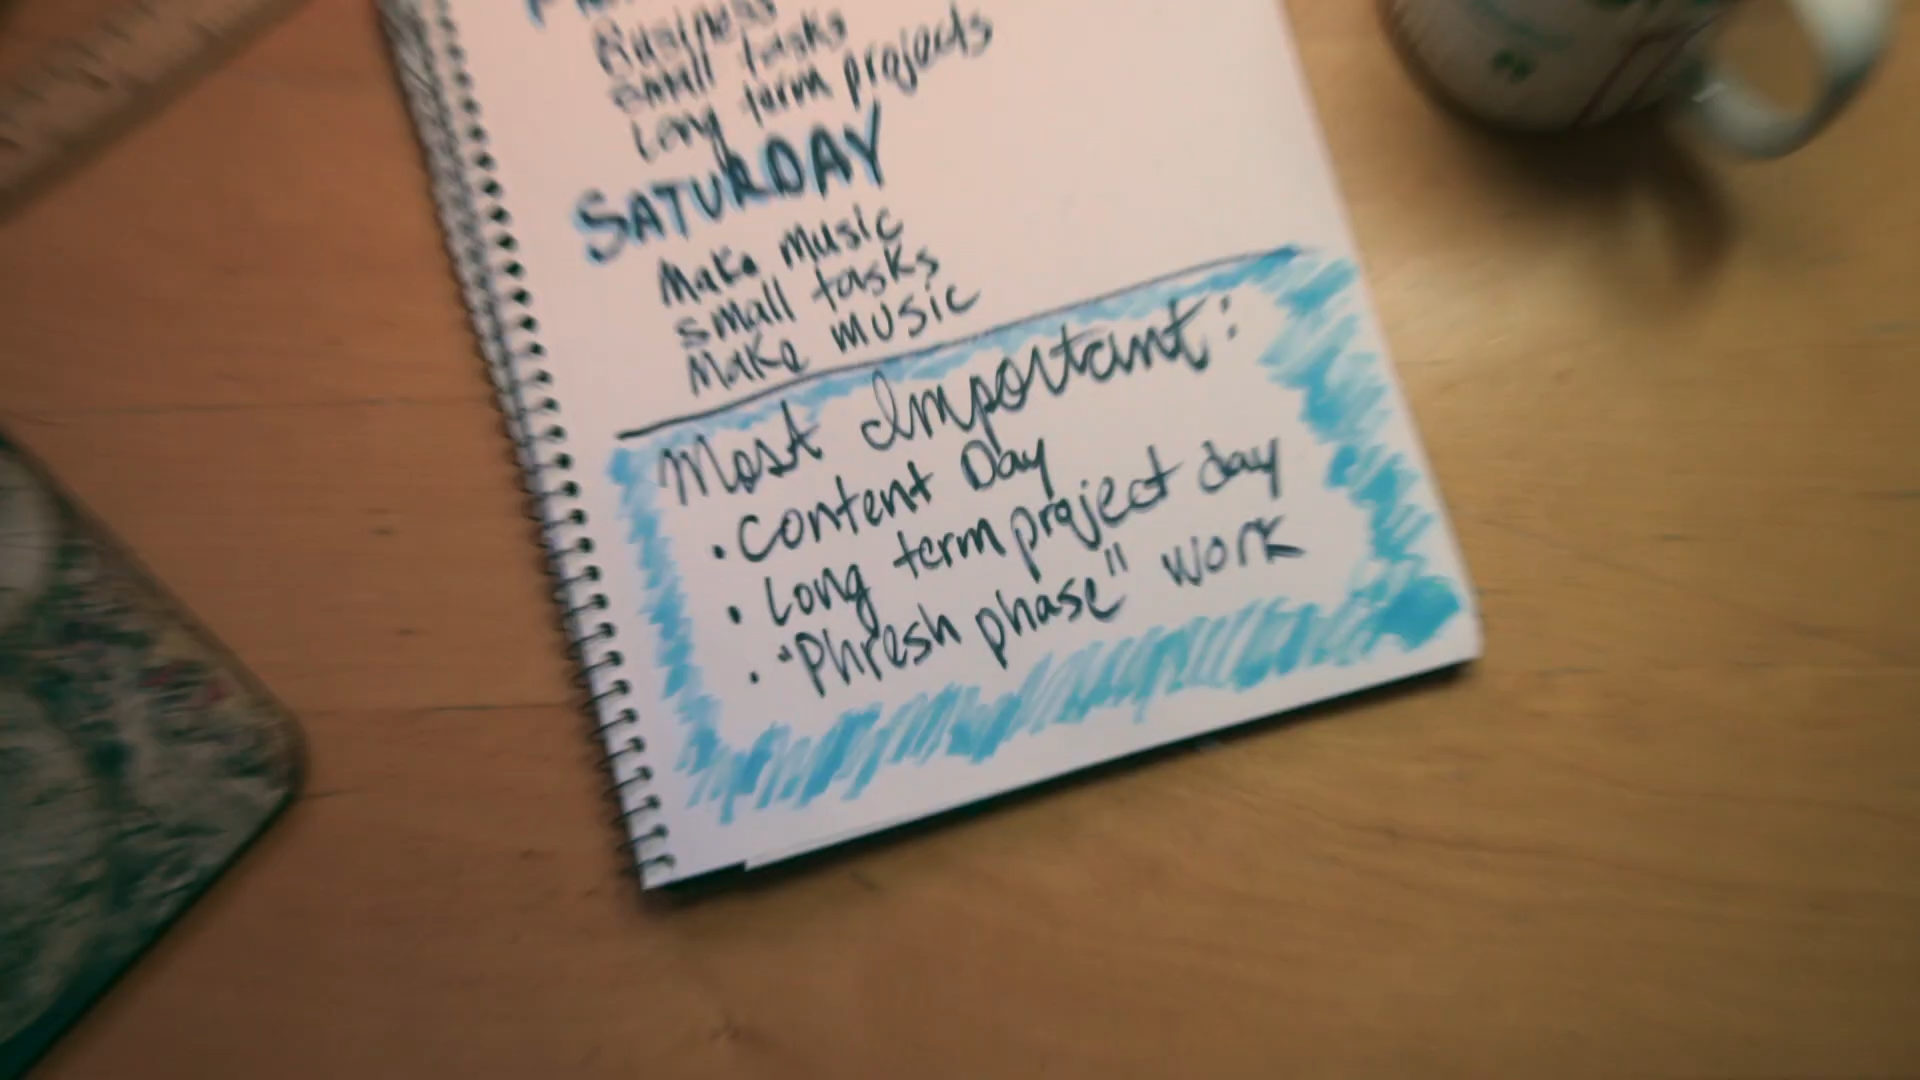 Business
small tasks
Long term projects
SATURDAY
Make music
small tasks
Make music
Most Important:
• Content Day
• Long term project day
• "Phresh phase" work